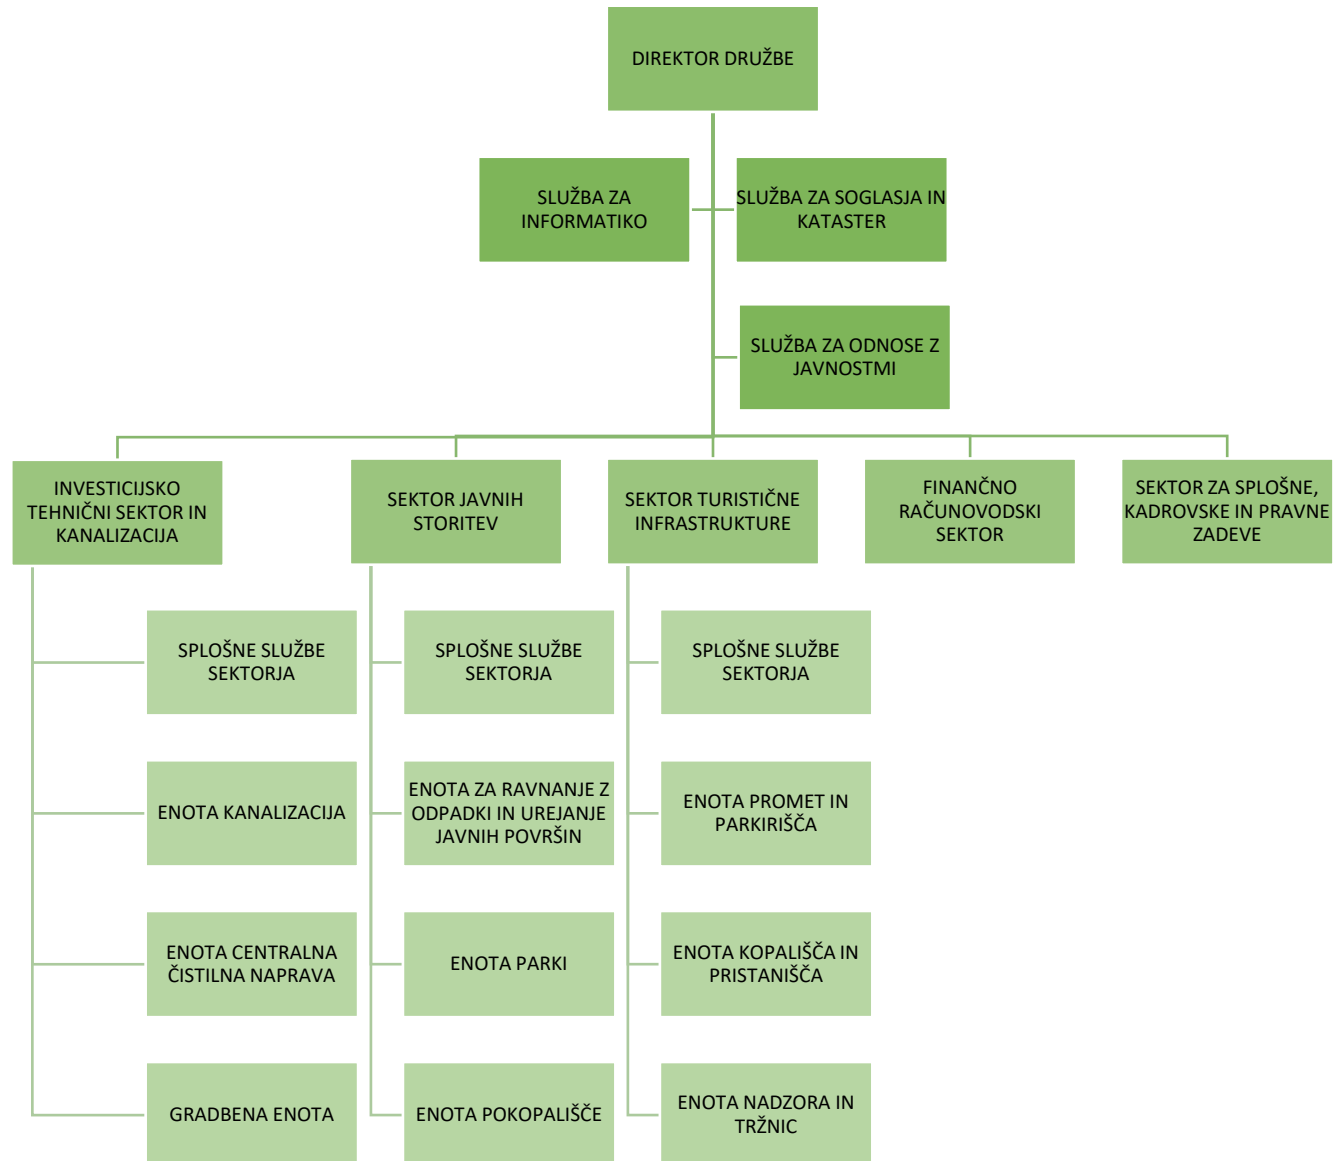 DIREKTOR DRUŽBE
SLUŽBA ZA
INFORMATIKO
SLUŽBA ZA SOGLASJA IN
KATASTER
SLUŽBA ZA ODNOSE Z
JAVNOSTMI
INVESTICIJSKO
TEHNIČNI SEKTOR IN
KANALIZACIJA
SEKTOR JAVNIH
STORITEV
SEKTOR TURISTIČNE
INFRASTRUKTURE
FINANČNO
RAČUNOVODSKI
SEKTOR
SEKTOR ZA SPLOŠNE,
KADROVSKE IN PRAVNE
ZADEVE
SPLOŠNE SLUŽBE
SEKTORJA
SPLOŠNE SLUŽBE
SEKTORJA
SPLOŠNE SLUŽBE
SEKTORJA
ENOTA KANALIZACIJA
ENOTA ZA RAVNANJE Z
ODPADKI IN UREJANJE
JAVNIH POVRŠIN
ENOTA PROMET IN
PARKIRIŠČA
ENOTA CENTRALNA
ČISTILNA NAPRAVA
ENOTA PARKI
ENOTA KOPALIŠČA IN
PRISTANIŠČA
GRADBENA ENOTA
ENOTA POKOPALIŠČE
ENOTA NADZORA IN
TRŽNIC